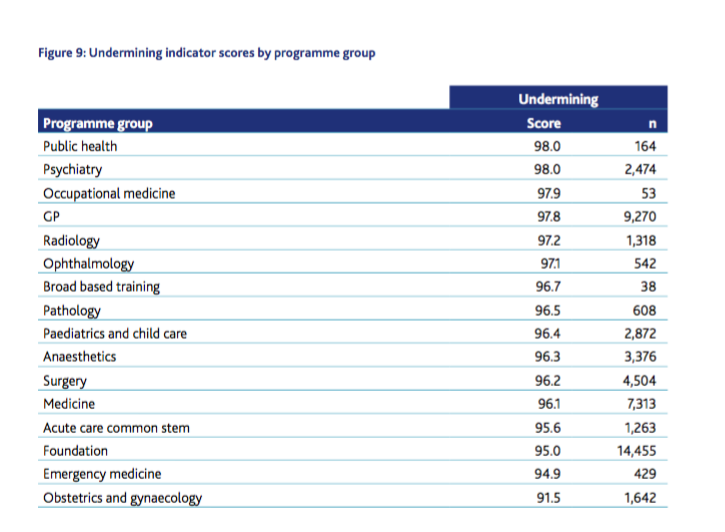 Figure 9: Undermining indicator scores by programme group
Undermining
Programme group Score n
Public health 98.0 164
Psychiatry 98.0 2,474
Occupational medicine 97.9 53
GP 97.8 9,270
Radiology 97.2 1,318
Ophthalmology 97.1 542
Broad based training 96.7 38
Pathology 96.5 608
Paediatrics and child care 96.4 2,872
Anaesthetics 96.3 3,376
Surgery 96.2 4,504
Medicine 96.1 7,313
Acute care common stem 95.6 1,263
Foundation 95.0 14,455
Emergency medicine 94.9 429
Obstetrics and gynaecology 91.5 1,642